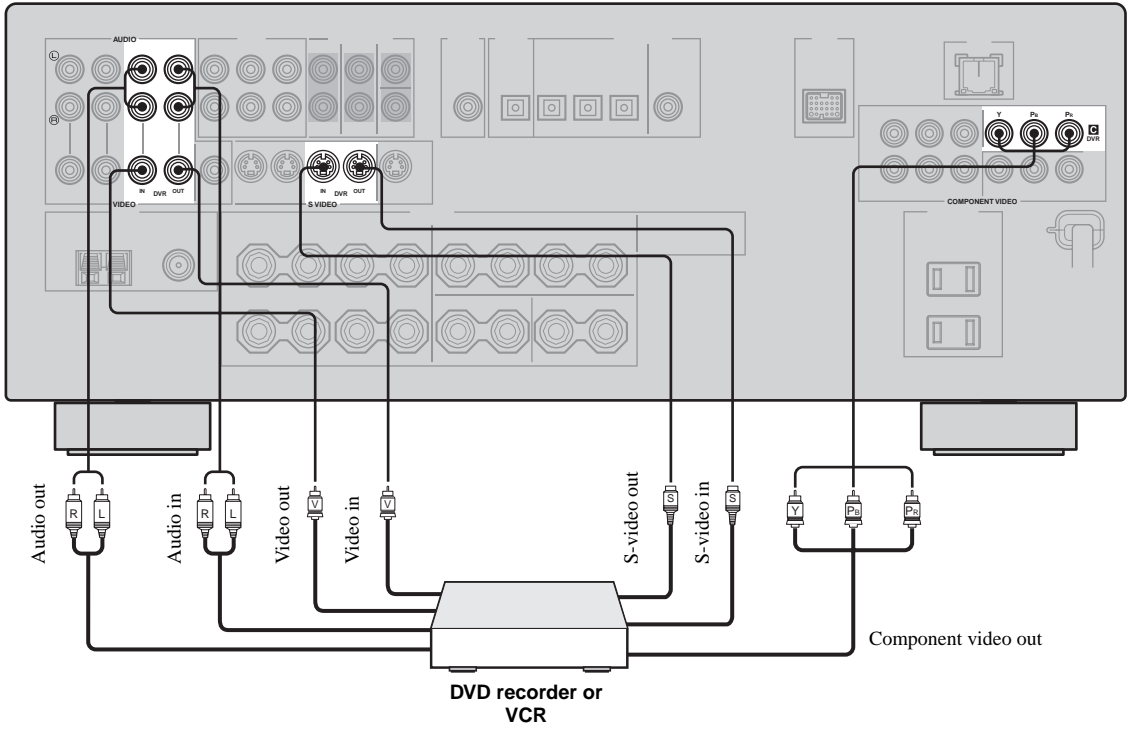 AUDIO
L
R
IN DVR OUT
VIDEO
IN DVR OUT
S VIDEO
Y PB PR
C
DVR
COMPONENT VIDEO
Audio out
R L
Audio in
R L
Video out
V
Video in
V
S-video out
S
S-video in
S
Y PB PR
Component video out
DVD recorder or
VCR